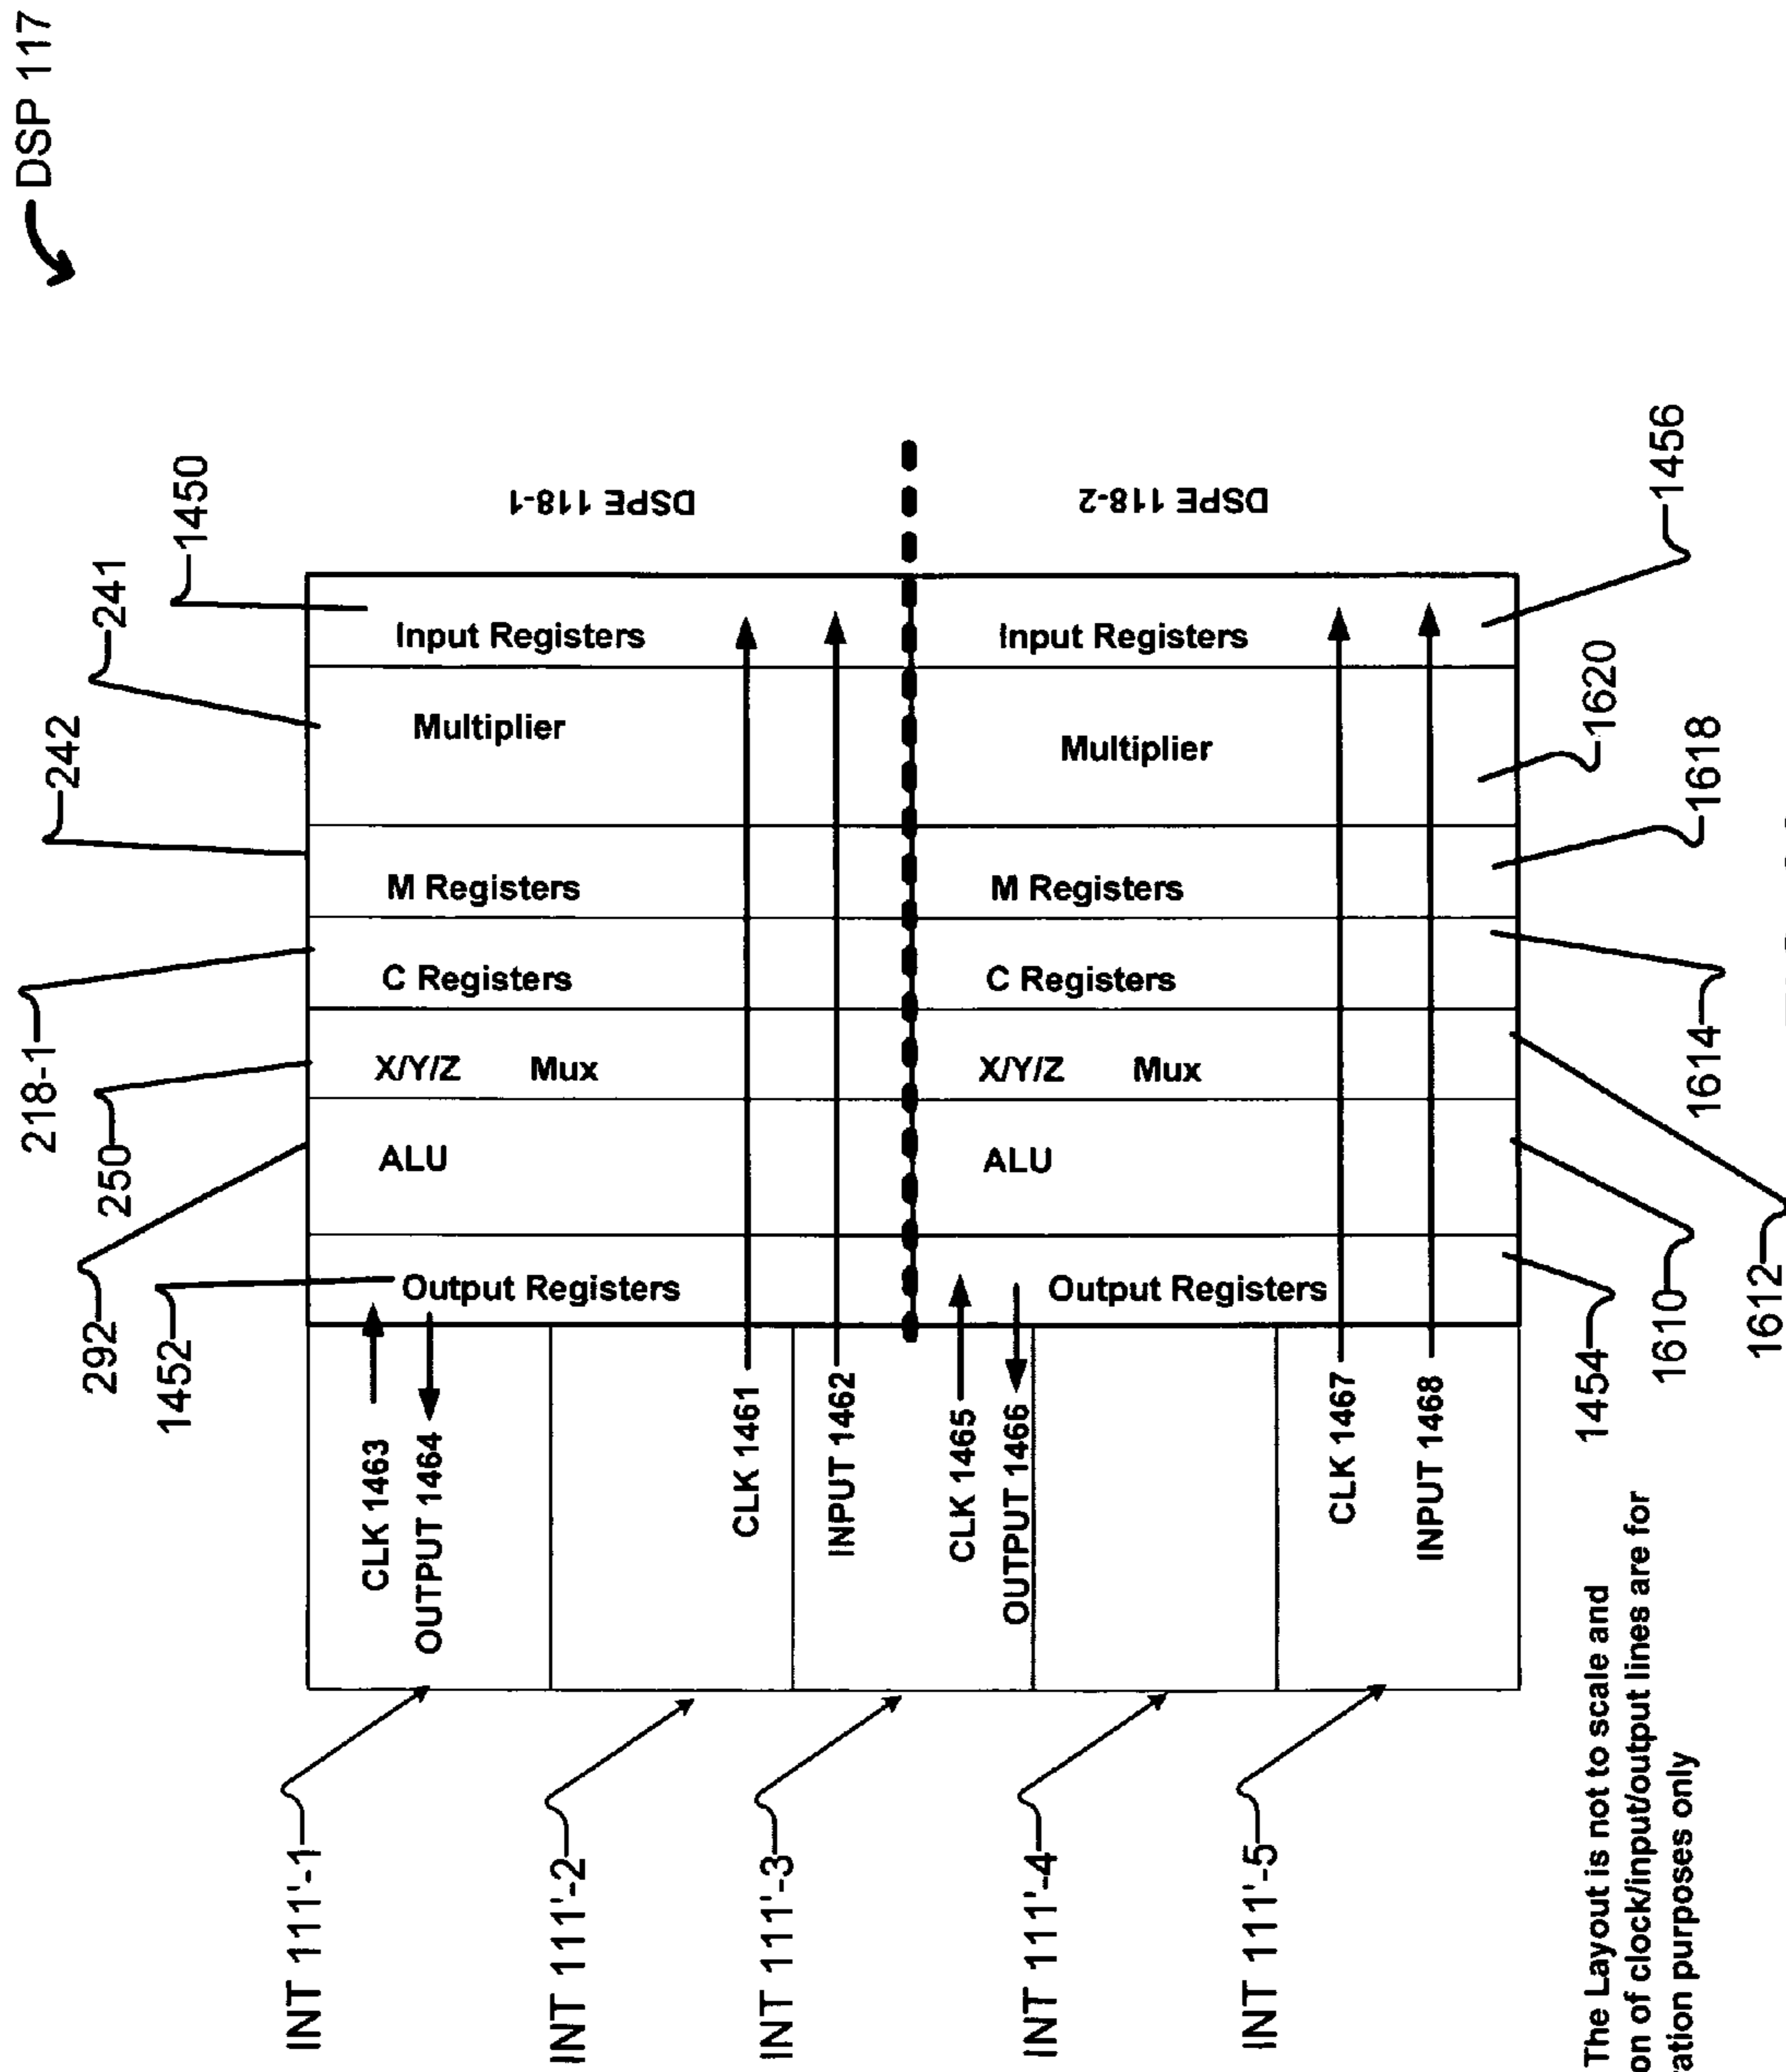 DSP 117
218-1
242
250
241
292
1452
1450
INT 111'-1
INT 111'-2
INT 111'-3
INT 111'-4
INT 111'-5
CLK 1463
OUTPUT 1464
CLK 1461
INPUT 1462
CLK 1465
OUTPUT 1466
CLK 1467
INPUT 1468
Output Registers
ALU
X/Y/Z Mux
C Registers
M Registers
Multiplier
Input Registers
DSPE 118-1
Output Registers
ALU
X/Y/Z Mux
C Registers
M Registers
Multiplier
Input Registers
DSPE 118-2
1454
1610
1612
1614
1618
1620
1456
The Layout is not to scale and
of clock/input/output lines are for
purposes only